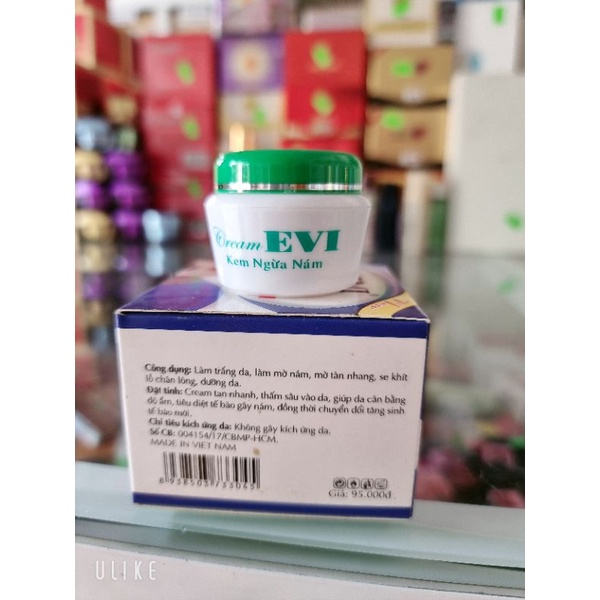 Cream EVI
Kem Ngừa Nám
Công dụng: Làm trắng da, làm mờ nám, mờ tàn nhang, se khít
lỗ chân lông, dưỡng da.
Đặt tính: Cream tan nhanh, thấm sâu vào da, giúp da cân bằng
độ ẩm, tiêu diệt tế bào gây nám, đồng thời chuyển đổi tăng sinh
tế bào mới.
Chỉ tiêu kích ứng da: Không gây kích ứng da.
Số CB: 004154/17/CBMP-HCM.
MADE IN VIET NAM
8 938505 733065
Giá: 95.000đ
ULIKE